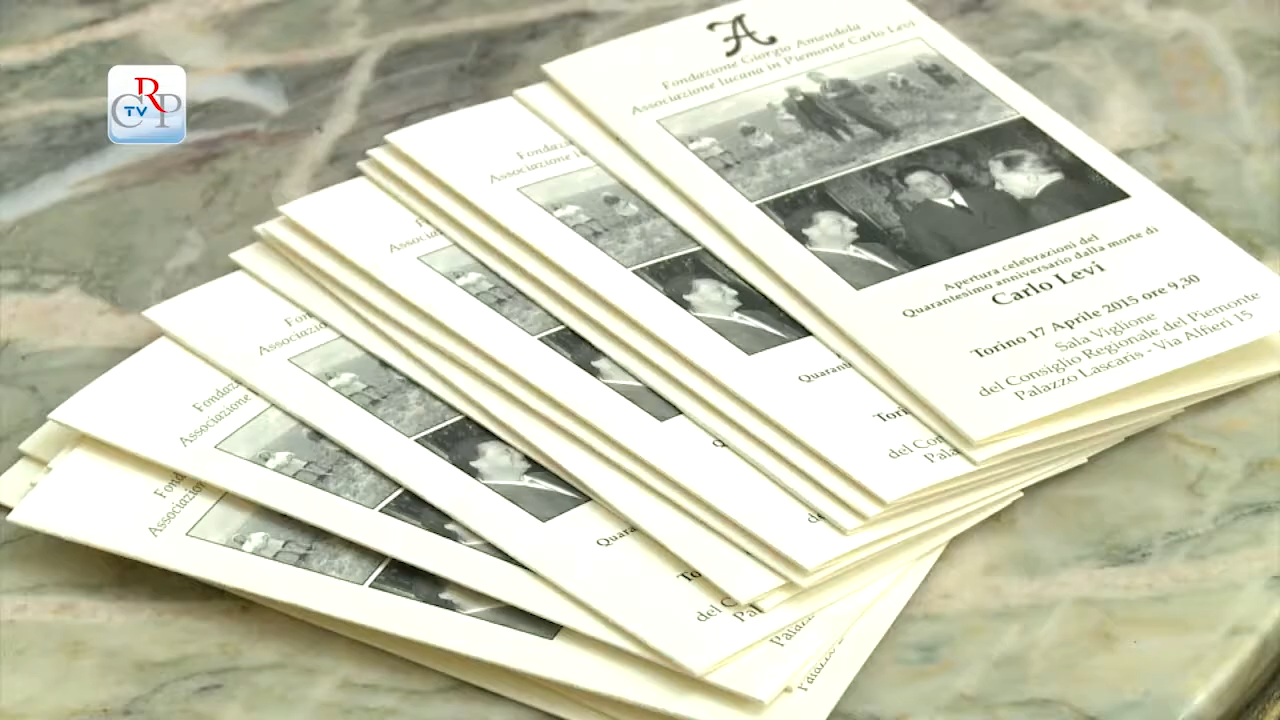 CRP
TV
A
Fondazione Giorgio Amendola
Associazione lucana in Piemonte Carlo Levi
Apertura celebrazioni del
Quarantesimo anniversario dalla morte di
Carlo Levi
Torino 17 Aprile 2015 ore 9,30
Sala Viglione
del Consiglio Regionale del Piemonte
Palazzo Lascaris - Via Alfieri 15